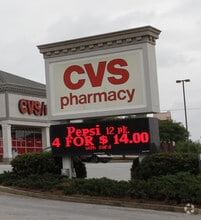 CVS
pharmacy
CVS
Pepsi 12 pk.
4 FOR $ 14.00